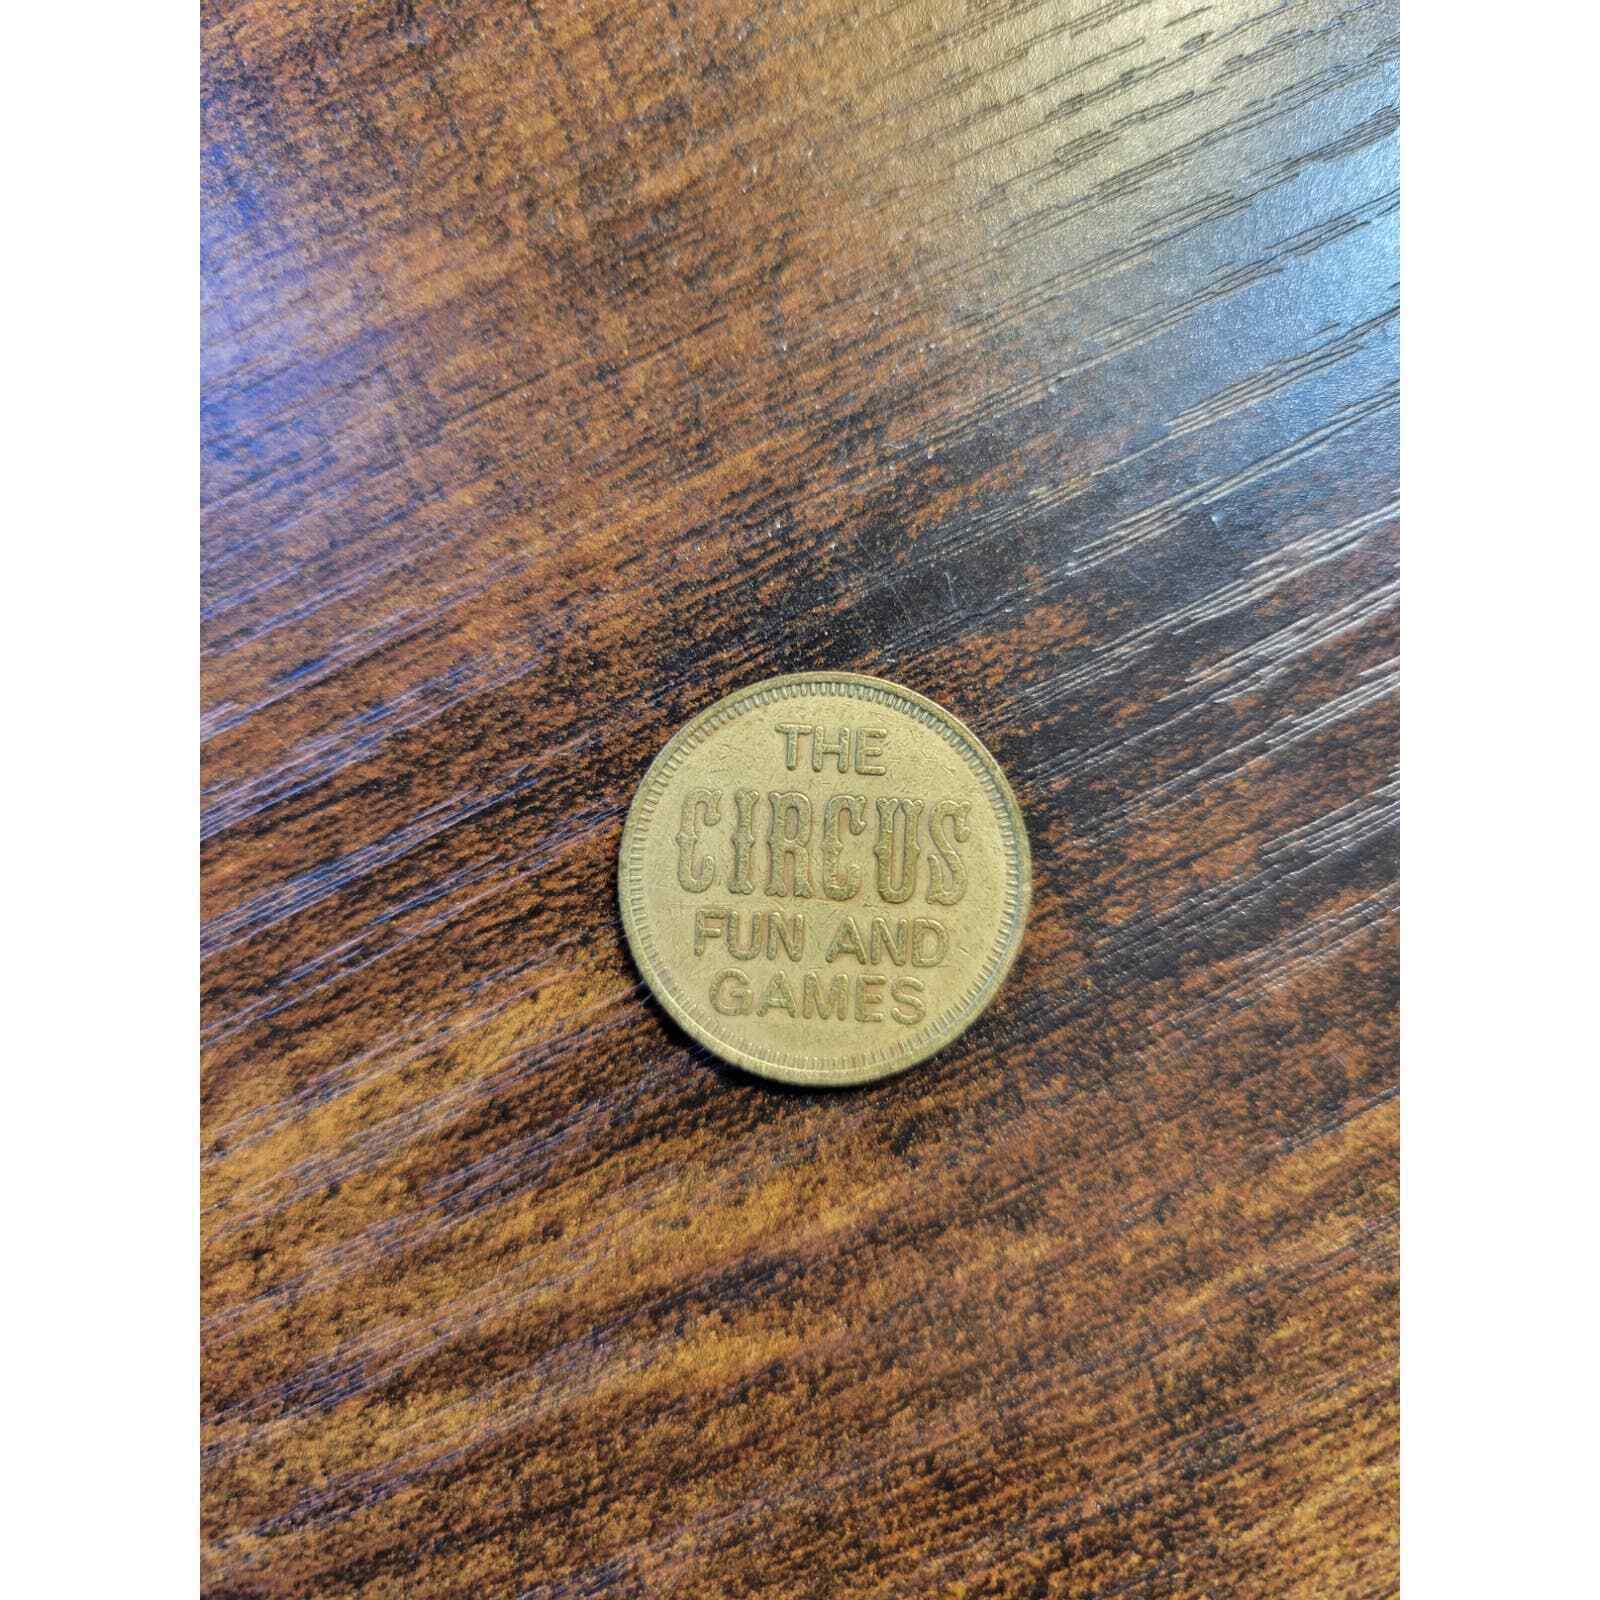 THE
CIRCUS
FUN AND
GAMES